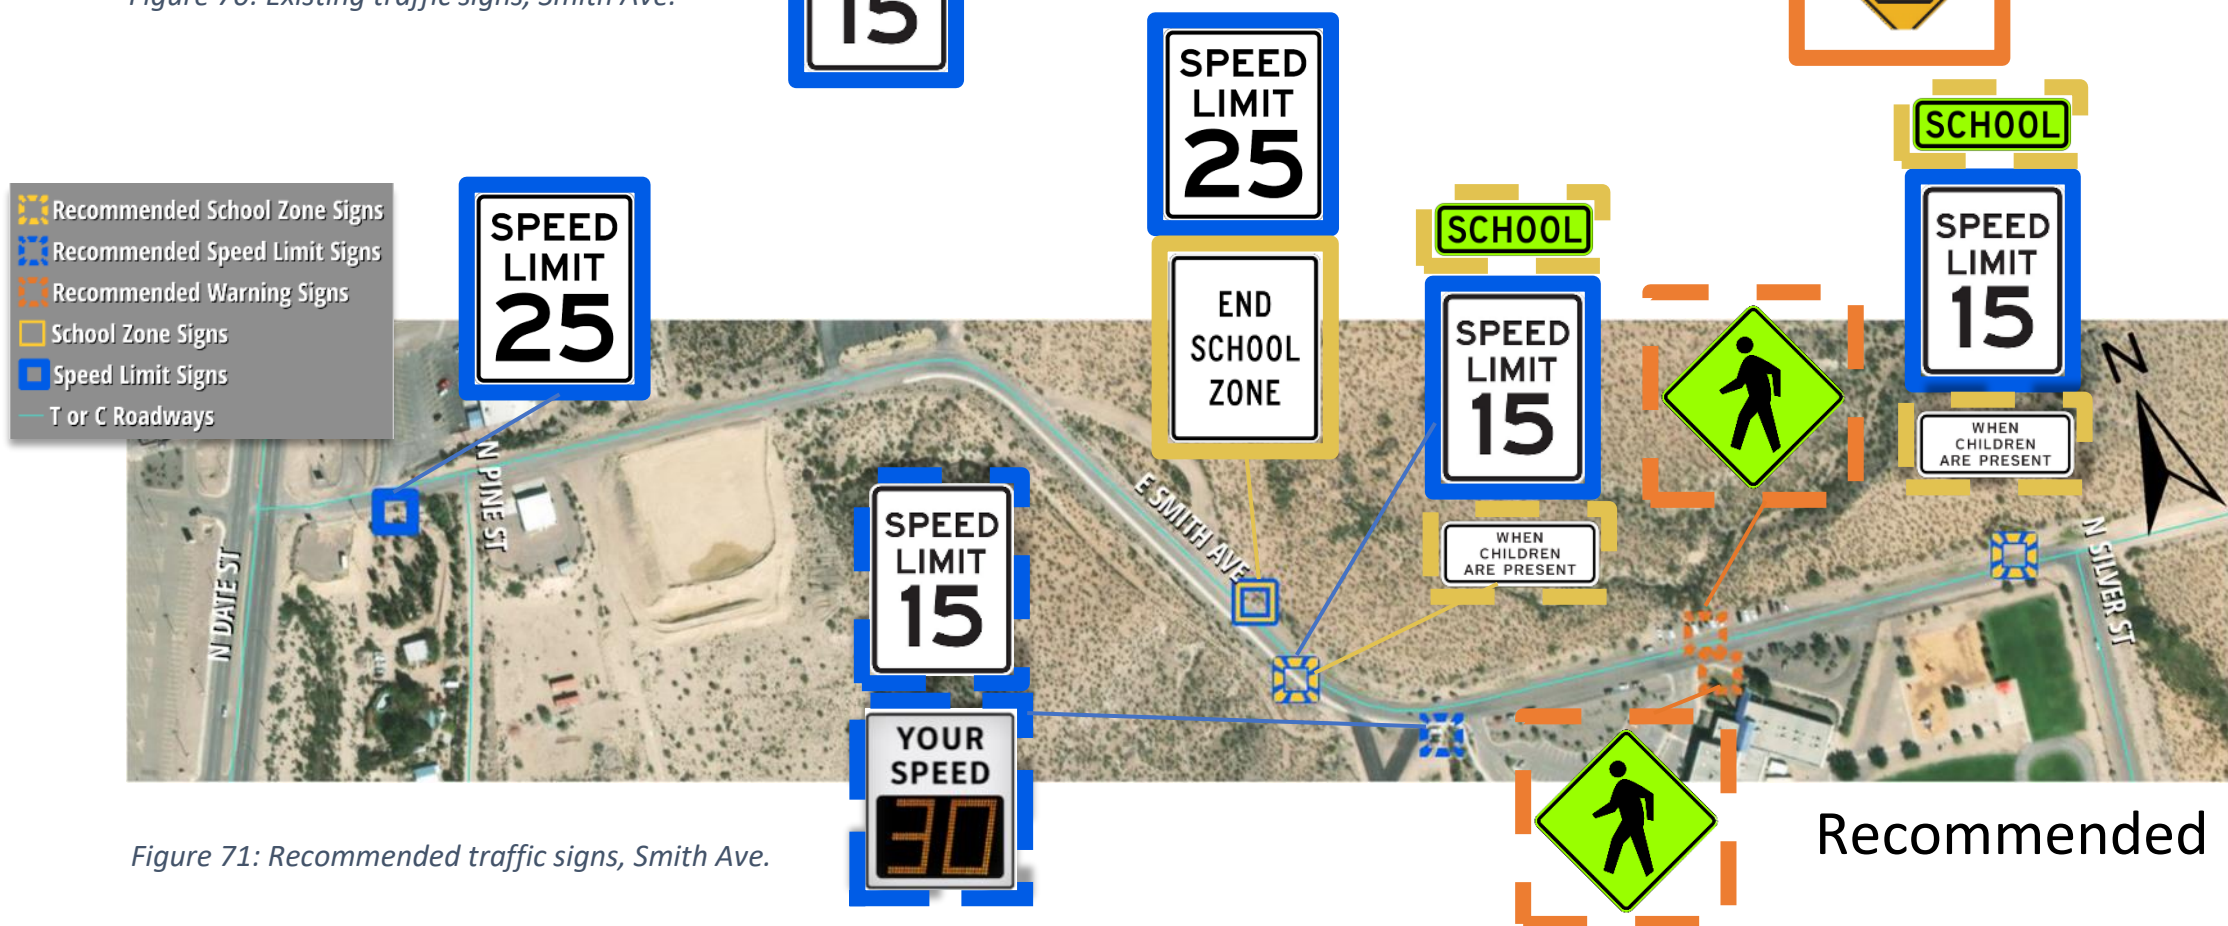 Figure 70: Existing traffic signs, Smith Ave.
15
SPEED
LIMIT
25
SCHOOL
SPEED
LIMIT
15
WHEN
CHILDREN
ARE PRESENT
Recommended School Zone Signs
Recommended Speed Limit Signs
Recommended Warning Signs
School Zone Signs
Speed Limit Signs
T or C Roadways
SPEED
LIMIT
25
END
SCHOOL
ZONE
SCHOOL
SPEED
LIMIT
15
WHEN
CHILDREN
ARE PRESENT
N
N DATE ST
N PINE ST
E SMITH AVE
N SILVER ST
SPEED
LIMIT
15
YOUR
SPEED
30
Recommended
Figure 71: Recommended traffic signs, Smith Ave.